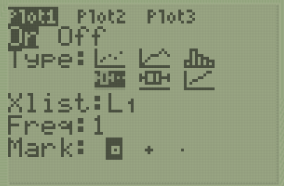 Plot1 Plot2 Plot3
On Off
Type:
Xlist:L₁
Freq:1
Mark: ▫ + ·